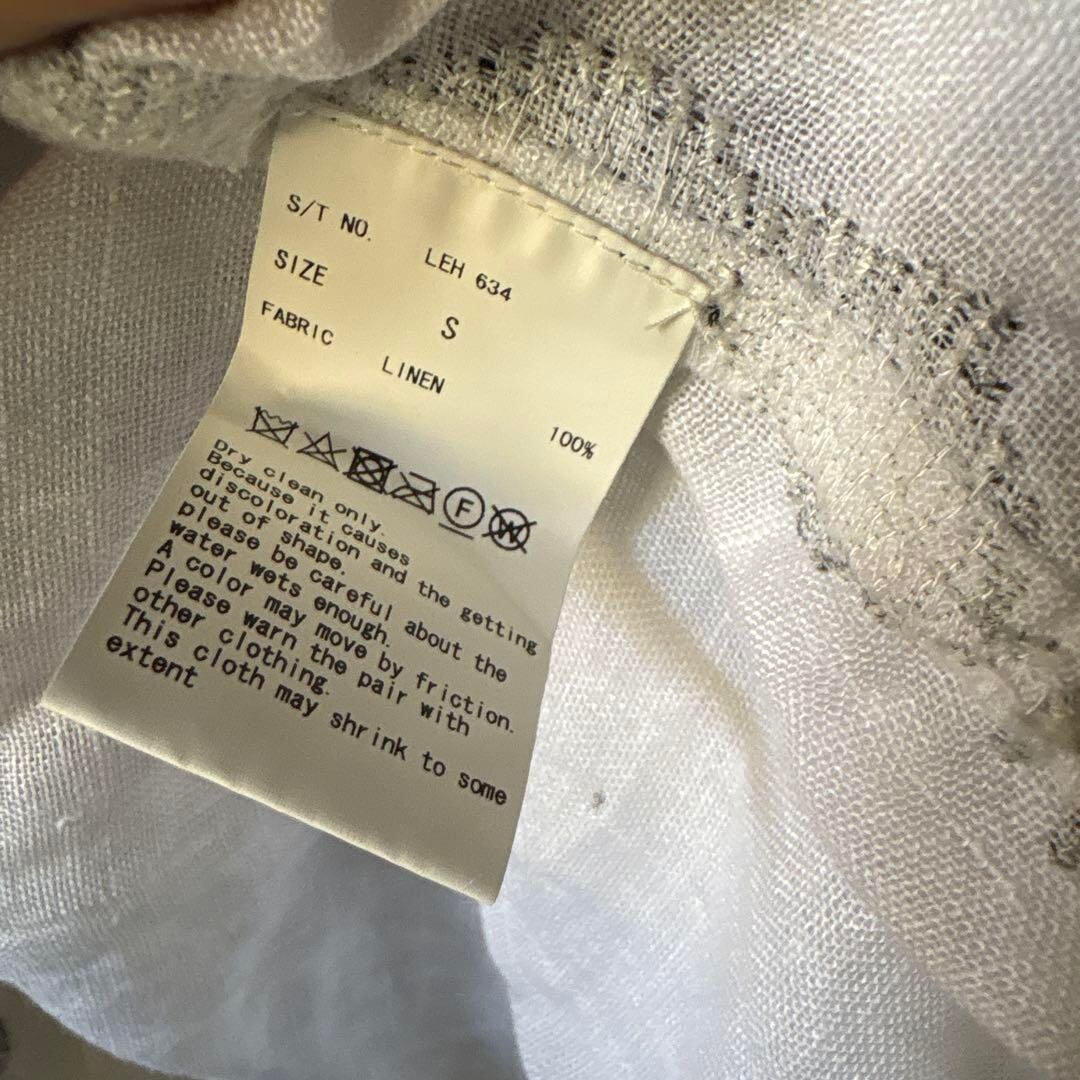 S/T NO. LEH 634
SIZE S
FABRIC LINEN 100%
F W
Dry clean only.
Because it causes
discoloration and the getting
out of shape.
please be careful about the
water wets enough.
A color may move by friction.
Please warn the pair with
other clothing.
This cloth may shrink to some
extent